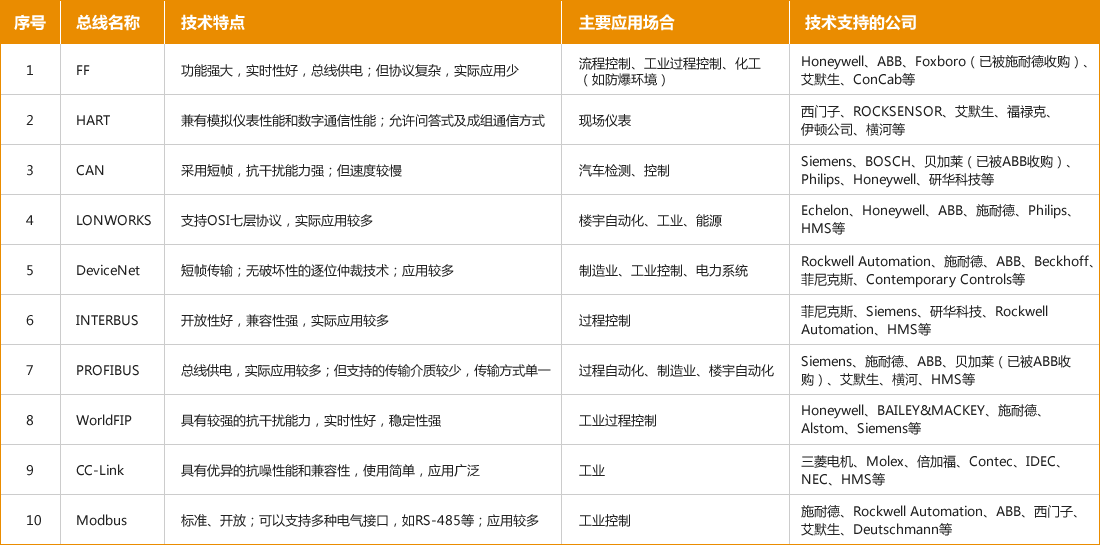 序号 总线名称 技术特点 主要应用场合 技术支持的公司
1 FF 功能强大，实时性好，总线供电；但协议复杂，实际应用少 流程控制、工业过程控制、化工
（如防爆环境） Honeywell、ABB、Foxboro（已被施耐德收购）、
艾默生、ConCab等
2 HART 兼有模拟仪表性能和数字通信性能；允许问答式及成组通信方式 现场仪表 西门子、ROCKSENSOR、艾默生、福禄克、
伊顿公司、横河等
3 CAN 采用短帧，抗干扰能力强；但速度较慢 汽车检测、控制 Siemens、BOSCH、贝加莱（已被ABB收购）、
Philips、Honeywell、研华科技等
4 LONWORKS 支持OSI七层协议，实际应用较多 楼宇自动化、工业、能源 Echelon、Honeywell、ABB、施耐德、Philips、
HMS等
5 DeviceNet 短帧传输；无破坏性的逐位仲裁技术；应用较多 制造业、工业控制、电力系统 Rockwell Automation、施耐德、ABB、Beckhoff、
菲尼克斯、Contemporary Controls等
6 INTERBUS 开放性好，兼容性强，实际应用较多 过程控制 菲尼克斯、Siemens、研华科技、Rockwell
Automation、HMS等
7 PROFIBUS 总线供电，实际应用较多；但支持的传输介质较少，传输方式单一 过程自动化、制造业、楼宇自动化 Siemens、施耐德、ABB、贝加莱（已被ABB收
购）、艾默生、横河、HMS等
8 WorldFIP 具有较强的抗干扰能力，实时性好，稳定性强 工业过程控制 Honeywell、BAILEY&MACKEY、施耐德、
Alstom、Siemens等
9 CC-Link 具有优异的抗噪性能和兼容性，使用简单，应用广泛 工业 三菱电机、Molex、倍加福、Contec、IDEC、
NEC、HMS等
10 Modbus 标准、开放；可以支持多种电气接口，如RS-485等；应用较多 工业控制 施耐德、Rockwell Automation、ABB、西门子、
艾默生、Deutschmann等